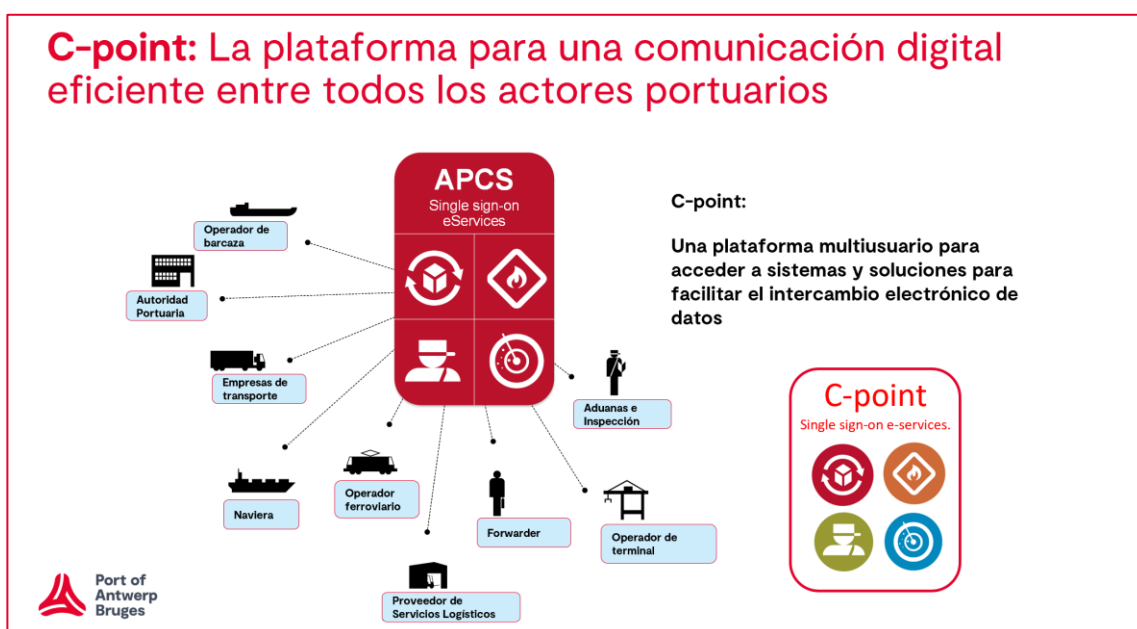 C-point: La plataforma para una comunicación digital
eficiente entre todos los actores portuarios
APCS
Single sign-on
eServices
Operador de
barcaza
Autoridad
Portuaria
Empresas de
transporte
Naviera
Operador
ferroviario
Proveedor de
Servicios Logísticos
Forwarder
Operador de
terminal
Aduanas e
Inspección
C-point:
Una plataforma multiusuario para
acceder a sistemas y soluciones para
facilitar el intercambio electrónico de
datos
C-point
Single sign-on e-services.
Port of
Antwerp
Bruges